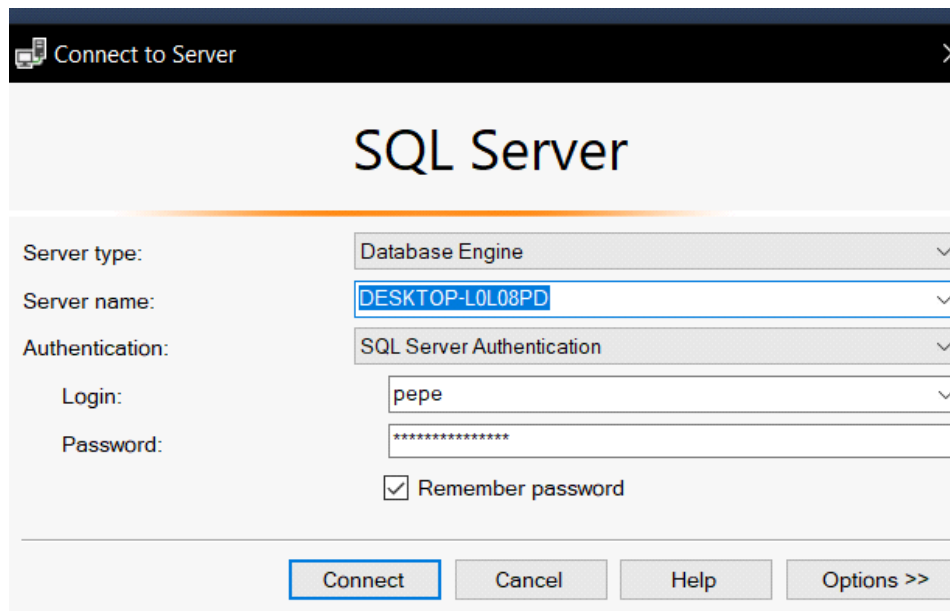 Connect to Server
SQL Server
Server type: Database Engine
Server name: DESKTOP-L0L08PD
Authentication: SQL Server Authentication
Login: pepe
Password: ***************
Remember password
Connect Cancel Help Options >>